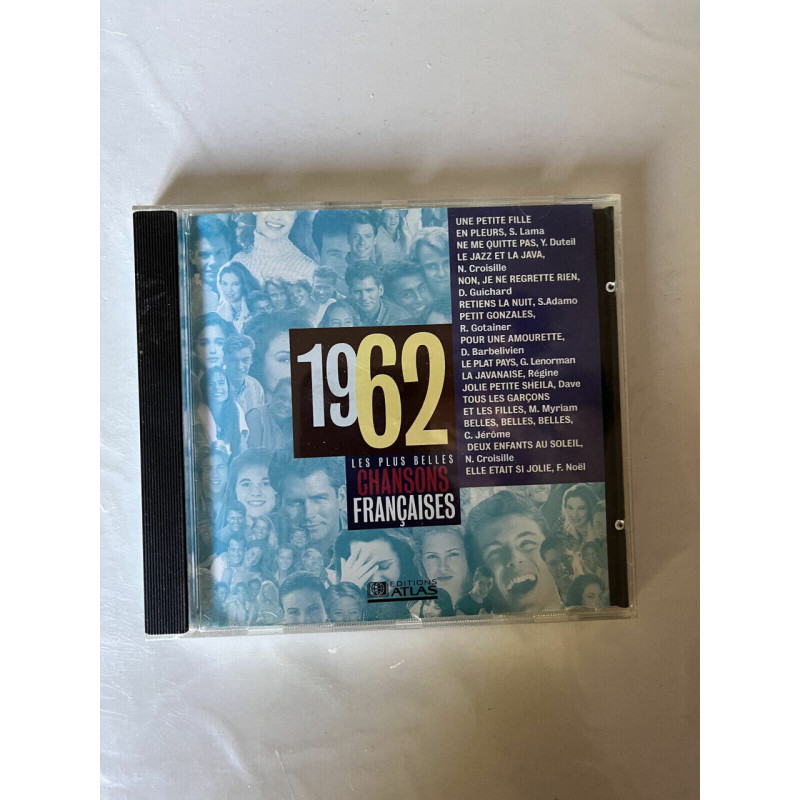 UNE PETITE FILLE
EN PLEURS, S. Lama
NE ME QUITTE PAS, Y. Duteil
LE JAZZ ET LA JAVA,
N. Croisille
NON, JE NE REGRETTE RIEN,
D. Guichard
RETIENS LA NUIT, S.Adamo
PETIT GONZALES,
R. Gotainer
POUR UNE AMOURETTE,
D. Barbelivien
LE PLAT PAYS, G. Lenorman
LA JAVANAISE, Régine
JOLIE PETITE SHEILA, Dave
TOUS LES GARÇONS
ET LES FILLES, M. Myriam
BELLES, BELLES, BELLES,
C. Jérôme
DEUX ENFANTS AU SOLEIL,
N. Croisille
ELLE ETAIT SI JOLIE, F. Noël
1962
LES PLUS BELLES
CHANSONS
FRANÇAISES
EDITIONS
ATLAS